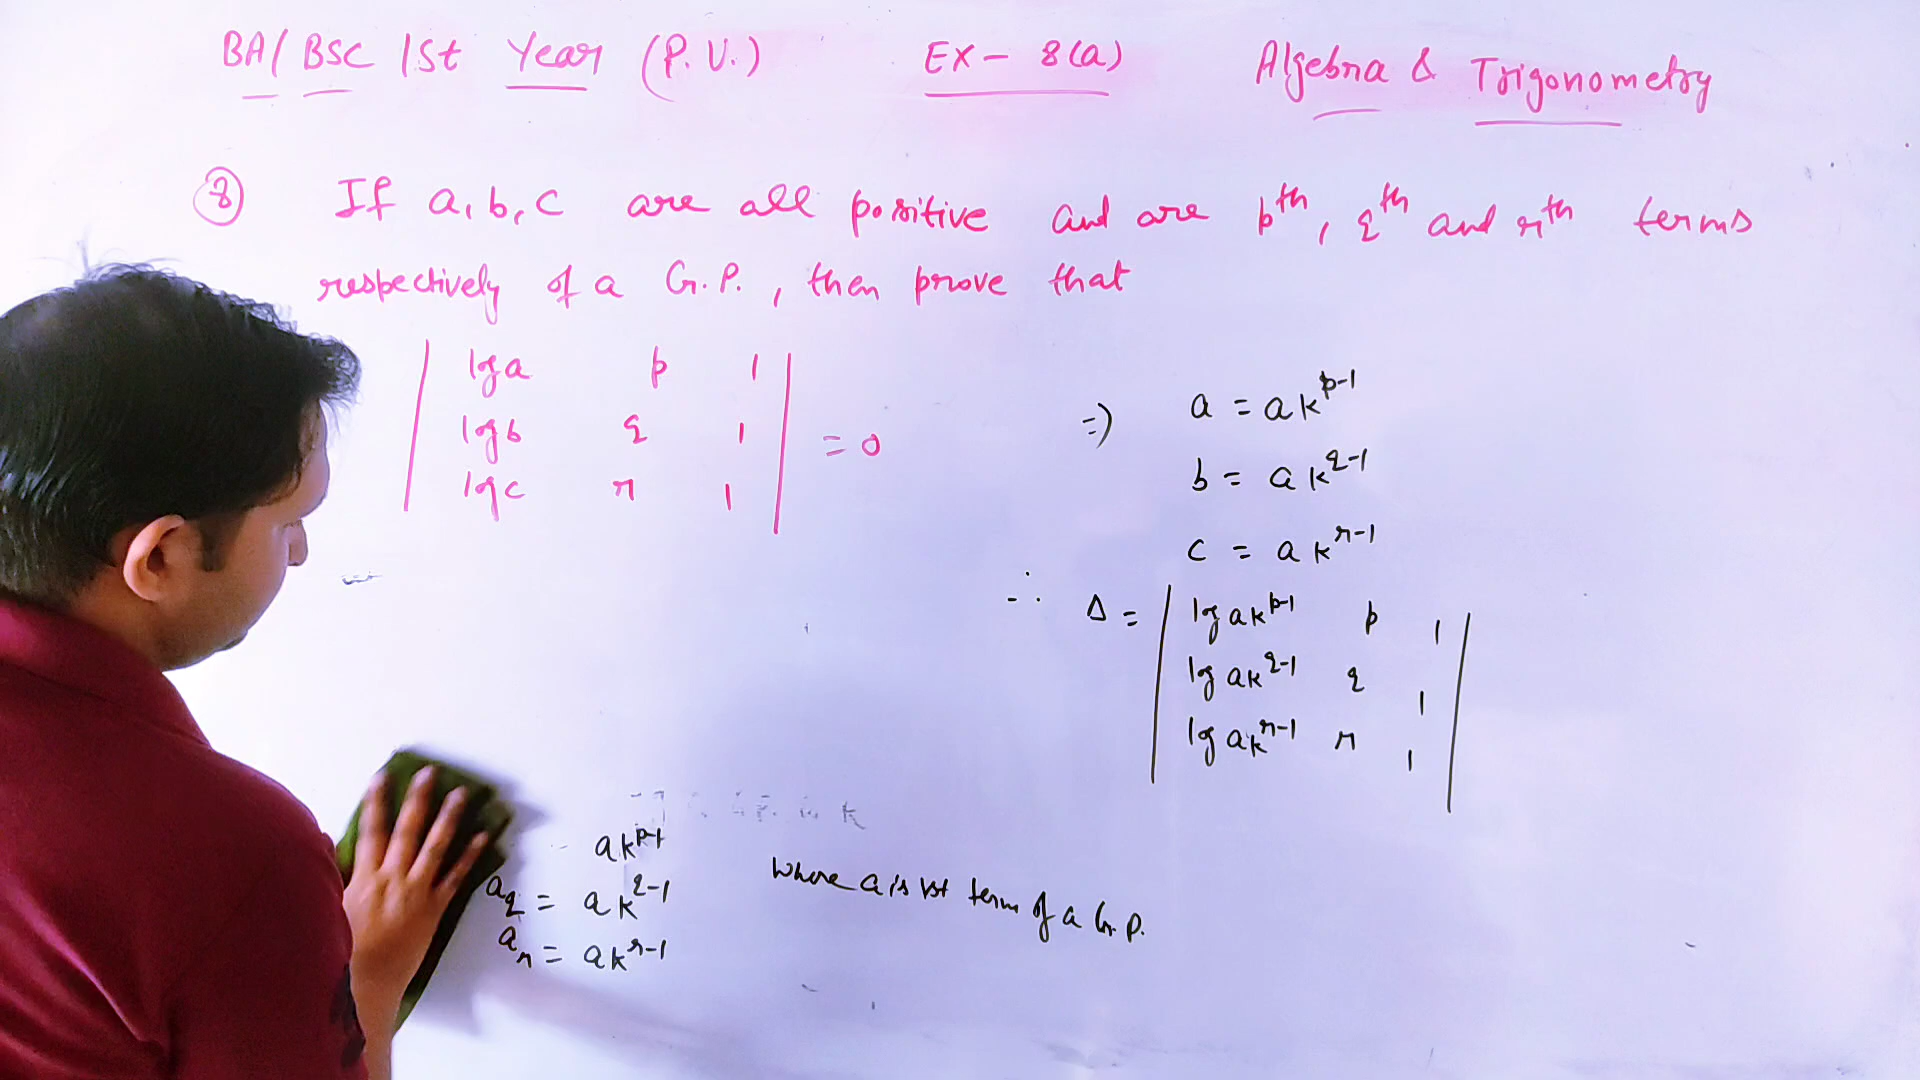 BA/BSC 1St Year (P.U.) EX- 8(a) Algebra & Trigonometry
8 If a, b, c are all positive and are pth, qth and rth terms
respectively of a G.P., then prove that
| log a p 1 |
| log b q 1 | = 0
| log c r 1 |
⇒ a = ak^{p-1}
b = ak^{q-1}
c = ak^{r-1}
∴ Δ = | log ak^{p-1} p 1 |
| log ak^{q-1} q 1 |
| log ak^{r-1} r 1 |
k
ak^{p-1}
a_q = ak^{q-1}
a_r = ak^{r-1}
Where a is 1st term of a G.P.